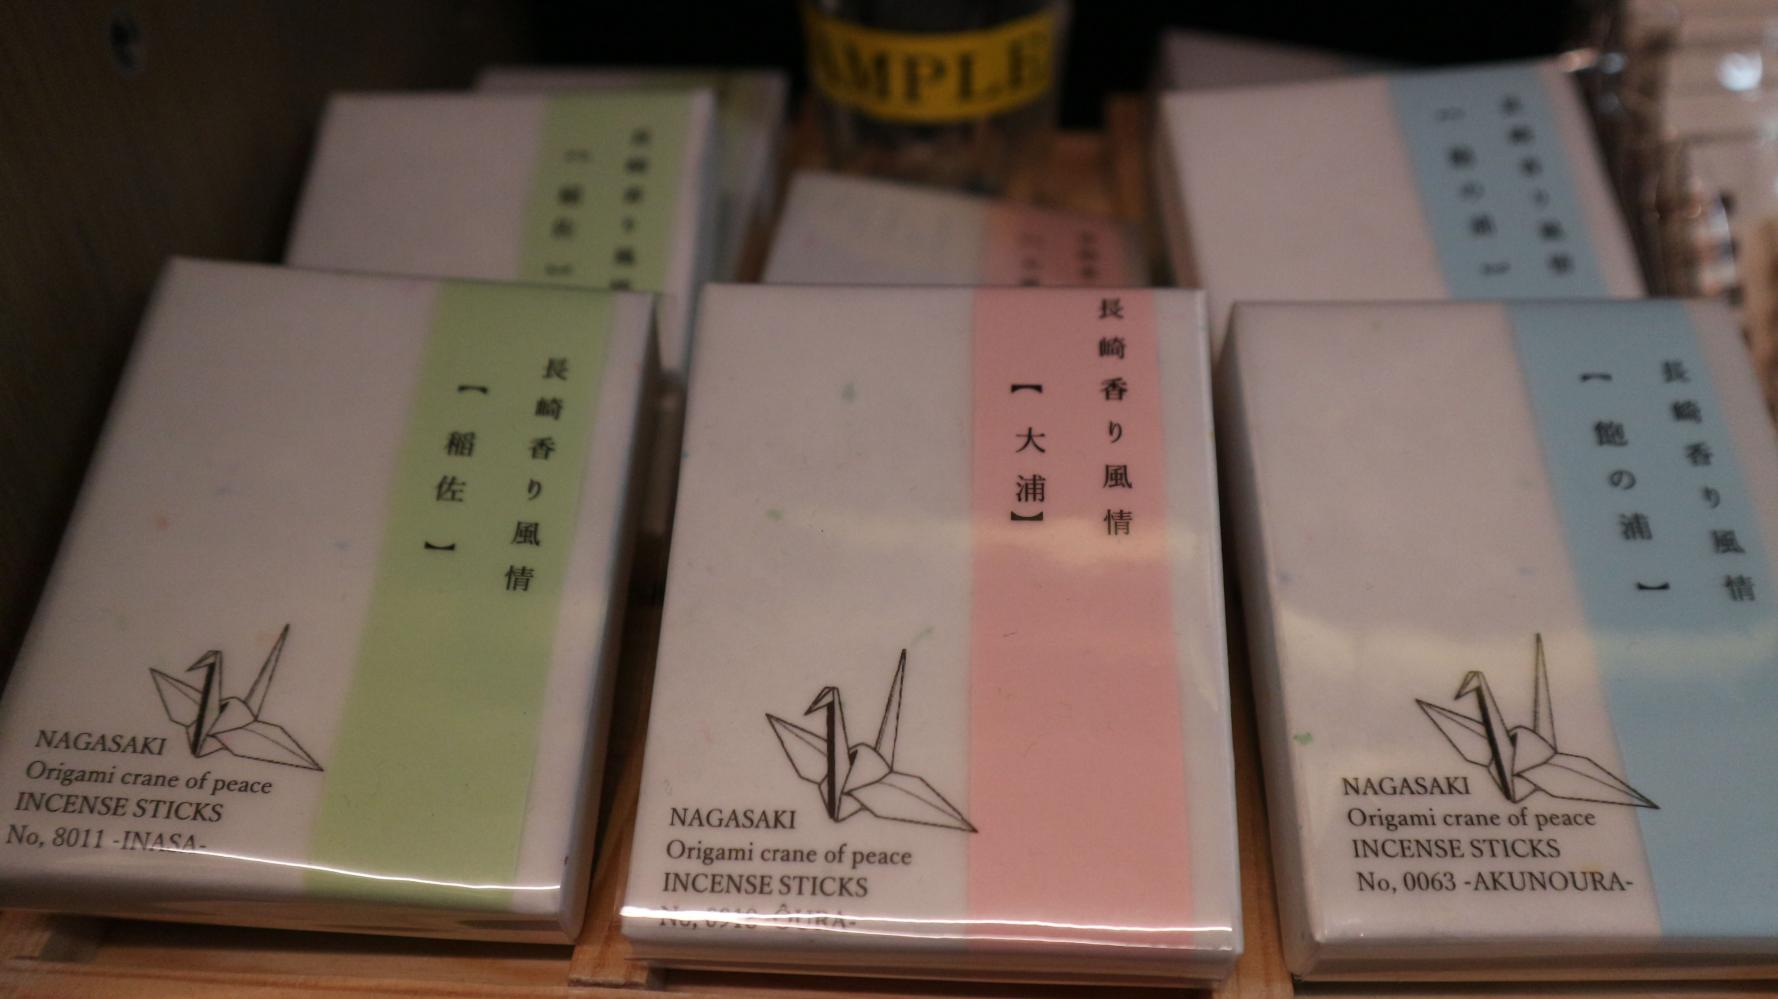 AMPLE
長崎香り風情
【稲佐】
NAGASAKI
Origami crane of peace
INCENSE STICKS
No, 8011 -INASA-
長崎香り風情
【大浦】
NAGASAKI
Origami crane of peace
INCENSE STICKS
-ÔURA-
長崎香り風情
【飽の浦】
NAGASAKI
Origami crane of peace
INCENSE STICKS
No, 0063 -AKUNOURA-